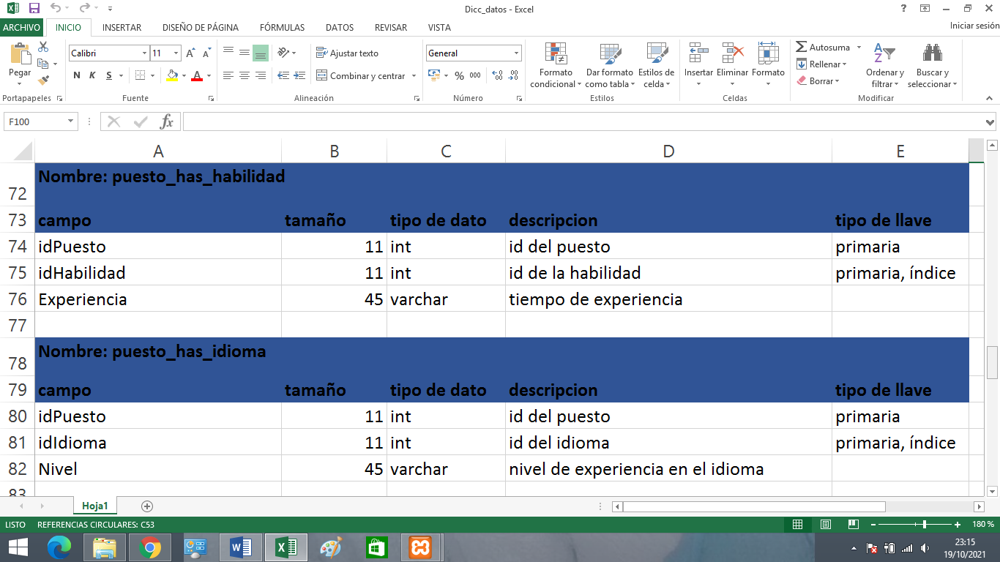 Dicc_datos - Excel
ARCHIVO INICIO INSERTAR DISEÑO DE PÁGINA FÓRMULAS DATOS REVISAR VISTA Iniciar sesión
Pegar
Portapapeles
Calibri 11
N K S
A A A
Fuente
Ajustar texto
Combinar y centrar
Alineación
General
% 000
Número
Formato condicional
Dar formato como tabla
Estilos de celda
Estilos
Insertar Eliminar Formato
Celdas
Autosuma
Rellenar
Borrar
Ordenar y filtrar
Buscar y seleccionar
Modificar
F100 fx
A B C D E
72 Nombre: puesto_has_habilidad
73 campo tamaño tipo de dato descripcion tipo de llave
74 idPuesto 11 int id del puesto primaria
75 idHabilidad 11 int id de la habilidad primaria, índice
76 Experiencia 45 varchar tiempo de experiencia
77
78 Nombre: puesto_has_idioma
79 campo tamaño tipo de dato descripcion tipo de llave
80 idPuesto 11 int id del puesto primaria
81 idIdioma 11 int id del idioma primaria, índice
82 Nivel 45 varchar nivel de experiencia en el idioma
83
Hoja1
LISTO REFERENCIAS CIRCULARES: C53 180 %
23:15
19/10/2021